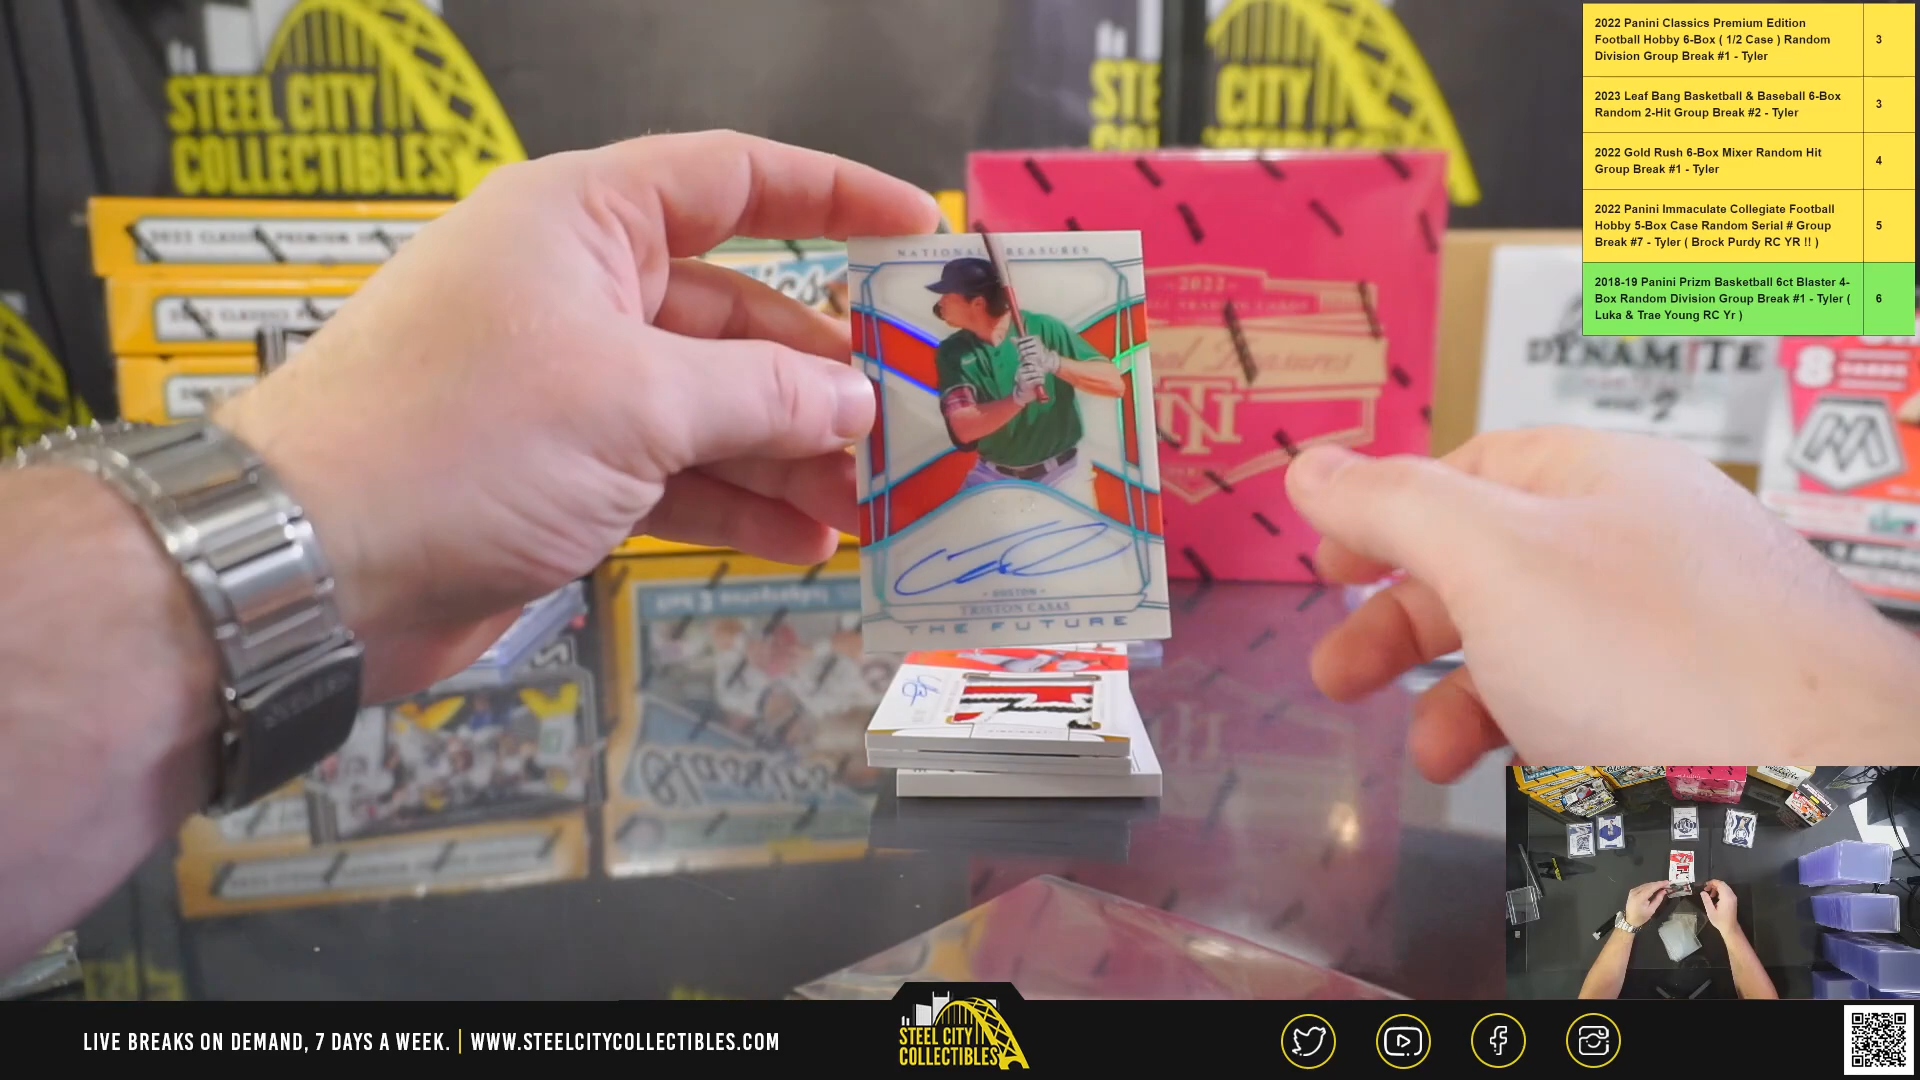 STEEL CITY
COLLECTIBLES
STEEL CITY
2022 Panini Classics Premium Edition
Football Hobby 6-Box ( 1/2 Case ) Random
Division Group Break #1 - Tyler
3
2023 Leaf Bang Basketball & Baseball 6-Box
Random 2-Hit Group Break #2 - Tyler
3
2022 Gold Rush 6-Box Mixer Random Hit
Group Break #1 - Tyler
4
2022 Panini Immaculate Collegiate Football
Hobby 5-Box Case Random Serial # Group
Break #7 - Tyler ( Brock Purdy RC YR !! )
5
2018-19 Panini Prizm Basketball 6ct Blaster 4-
Box Random Division Group Break #1 - Tyler (
Luka & Trae Young RC Yr )
6
NATIONAL TREASURES
BOSTON
TRISTON CASAS
THE FUTURE
2022
Treasures
NT
DYNAMITE
2
8
Classics
LIVE BREAKS ON DEMAND, 7 DAYS A WEEK. | WWW.STEELCITYCOLLECTIBLES.COM
STEEL CITY
COLLECTIBLES